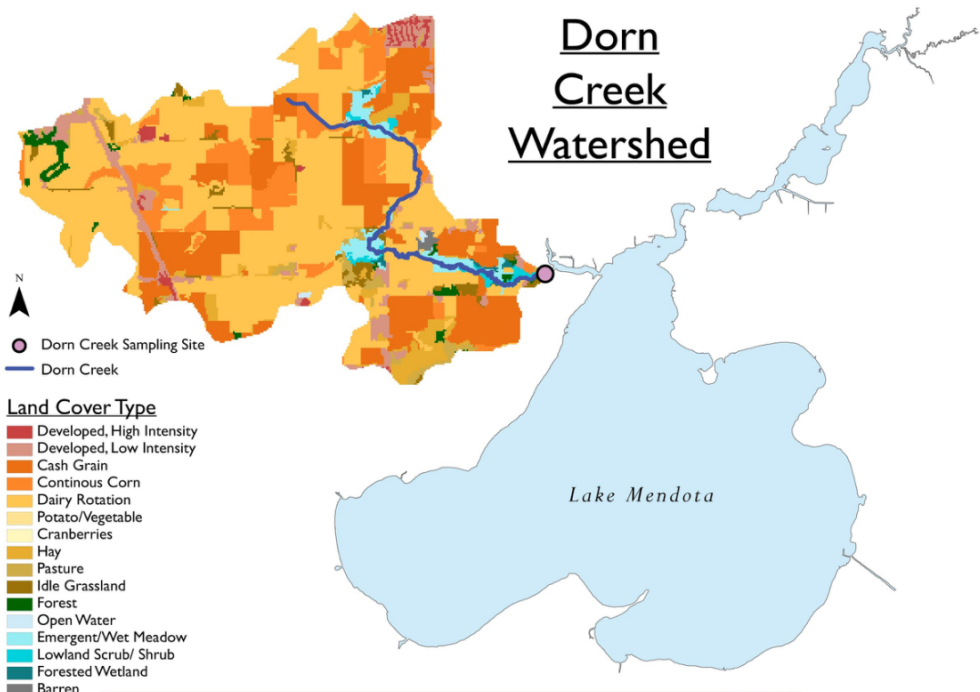 Dorn
Creek
Watershed
N
Dorn Creek Sampling Site
Dorn Creek
Land Cover Type
Developed, High Intensity
Developed, Low Intensity
Cash Grain
Continous Corn
Dairy Rotation
Potato/Vegetable
Cranberries
Hay
Pasture
Idle Grassland
Forest
Open Water
Emergent/Wet Meadow
Lowland Scrub/ Shrub
Forested Wetland
Barren
Lake Mendota